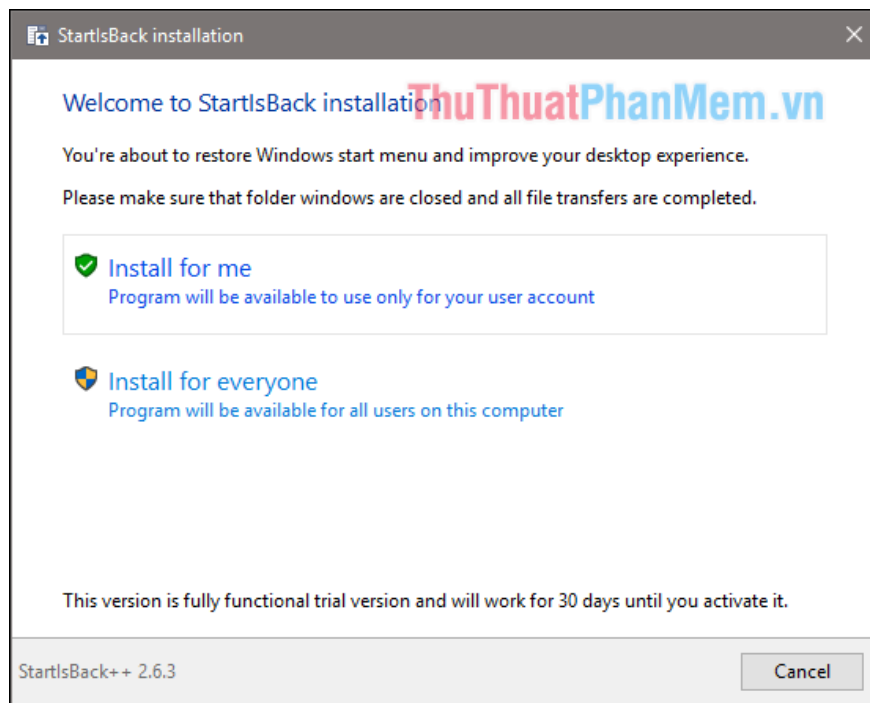 StartIsBack installation
Welcome to StartIsBack installation
ThuThuatPhanMem.vn
You're about to restore Windows start menu and improve your desktop experience.
Please make sure that folder windows are closed and all file transfers are completed.
Install for me
Program will be available to use only for your user account
Install for everyone
Program will be available for all users on this computer
This version is fully functional trial version and will work for 30 days until you activate it.
StartIsBack++ 2.6.3
Cancel